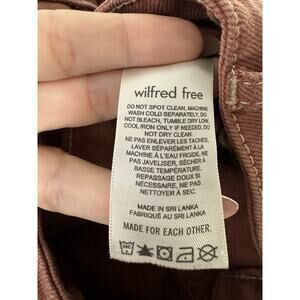 wilfred free
DO NOT SPOT CLEAN, MACHINE
WASH COLD SEPARATELY, DO
NOT BLEACH, TUMBLE DRY LOW,
COOL IRON ONLY IF NEEDED, DO
NOT DRY CLEAN.
NE PAS ENLEVER LES TACHES,
LAVER SÉPARÉMENT À LA
MACHINE À L'EAU FROIDE, NE
PAS JAVELISER, SÉCHER À
BASSE TEMPÉRATURE,
REPASSAGE DOUX SI
NÉCESSAIRE, NE PAS
NETTOYER À SEC.
MADE IN SRI LANKA
FABRIQUÉ AU SRI LANKA
MADE FOR EACH OTHER.